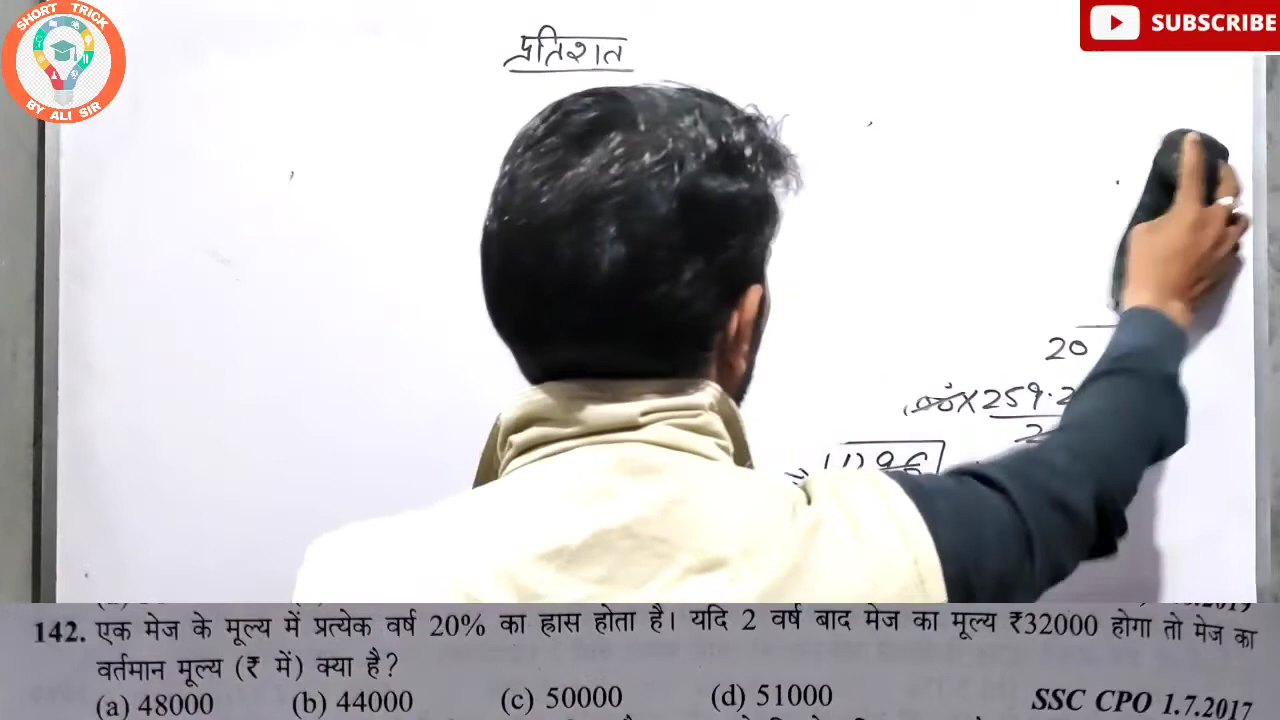 SHORT TRICK
BY ALI SIR
SUBSCRIBE
प्रतिशत
20
142. एक मेज के मूल्य में प्रत्येक वर्ष 20% का ह्रास होता है। यदि 2 वर्ष बाद मेज का मूल्य ₹32000 होगा तो मेज का
वर्तमान मूल्य (₹ में) क्या है?
(a) 48000 (b) 44000 (c) 50000 (d) 51000 SSC CPO 1.7.2017